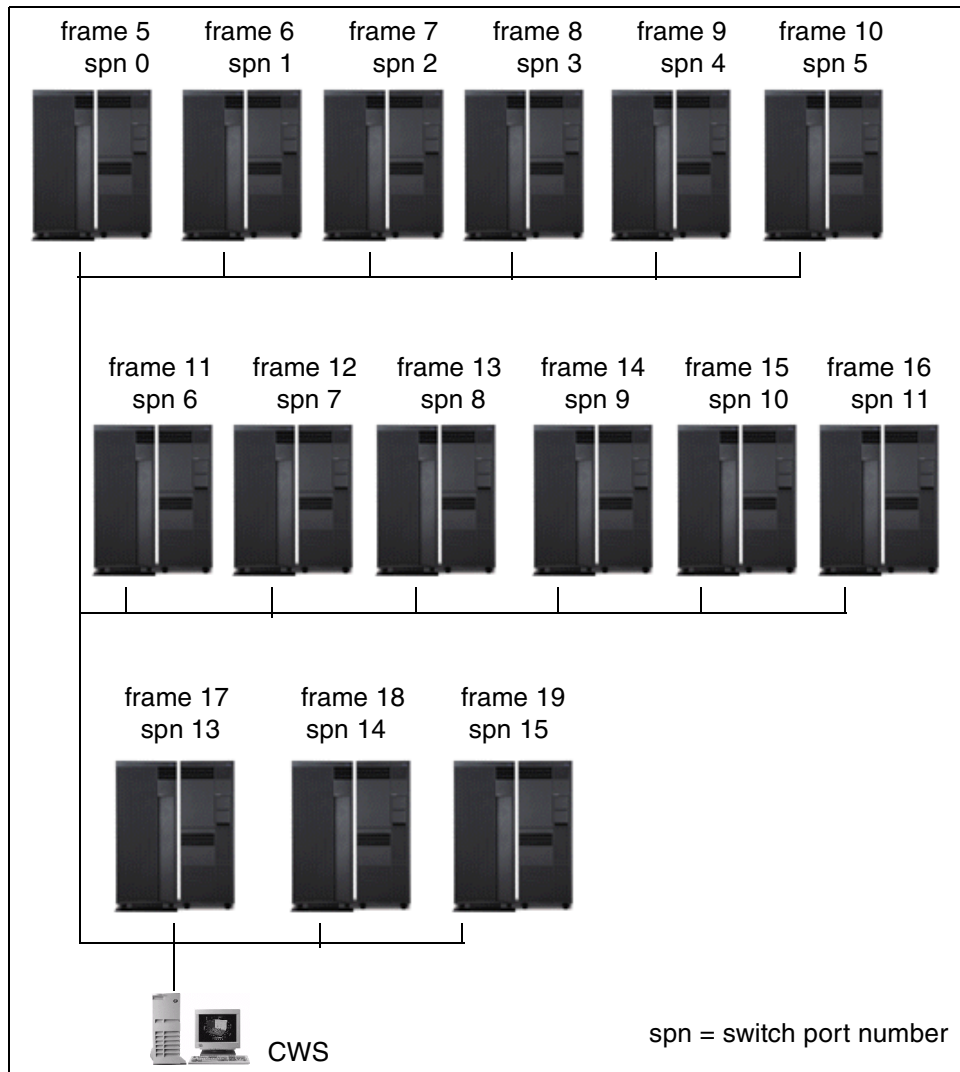 frame 5 frame 6 frame 7 frame 8 frame 9 frame 10
spn 0 spn 1 spn 2 spn 3 spn 4 spn 5
frame 11 frame 12 frame 13 frame 14 frame 15 frame 16
spn 6 spn 7 spn 8 spn 9 spn 10 spn 11
frame 17 frame 18 frame 19
spn 13 spn 14 spn 15
CWS
spn = switch port number